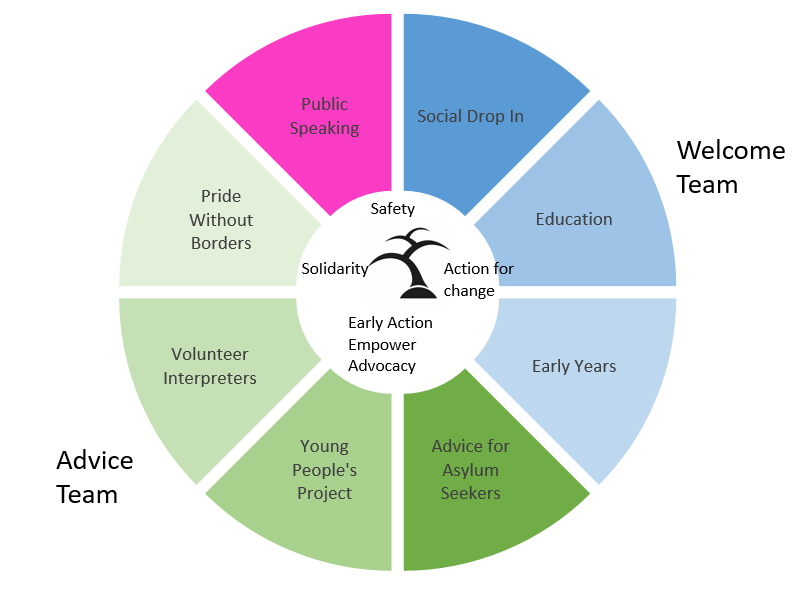 Public
Speaking
Social Drop In
Welcome
Team
Pride
Without
Borders
Education
Safety
Solidarity
Action for
change
Early Action
Empower
Advocacy
Volunteer
Interpreters
Early Years
Young
People's
Project
Advice for
Asylum
Seekers
Advice
Team